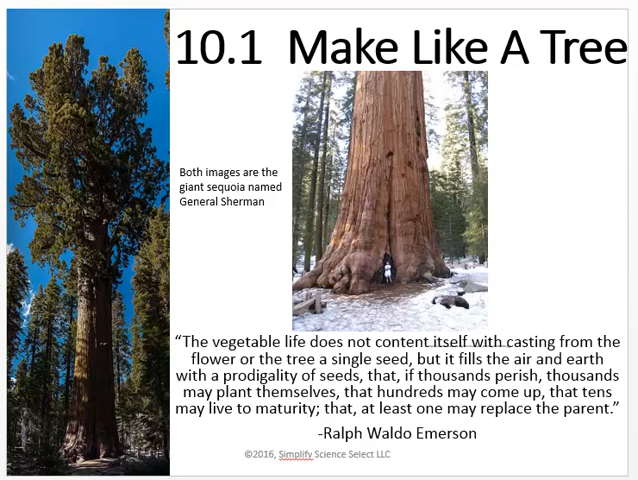 10.1  Make Like A Tree
Both images are the
giant sequoia named
General Sherman
“The vegetable life does not content itself with casting from the
flower or the tree a single seed, but it fills the air and earth
with a prodigality of seeds, that, if thousands perish, thousands
may plant themselves, that hundreds may come up, that tens
may live to maturity; that, at least one may replace the parent.”
-Ralph Waldo Emerson
©2016, Simplify Science Select LLC